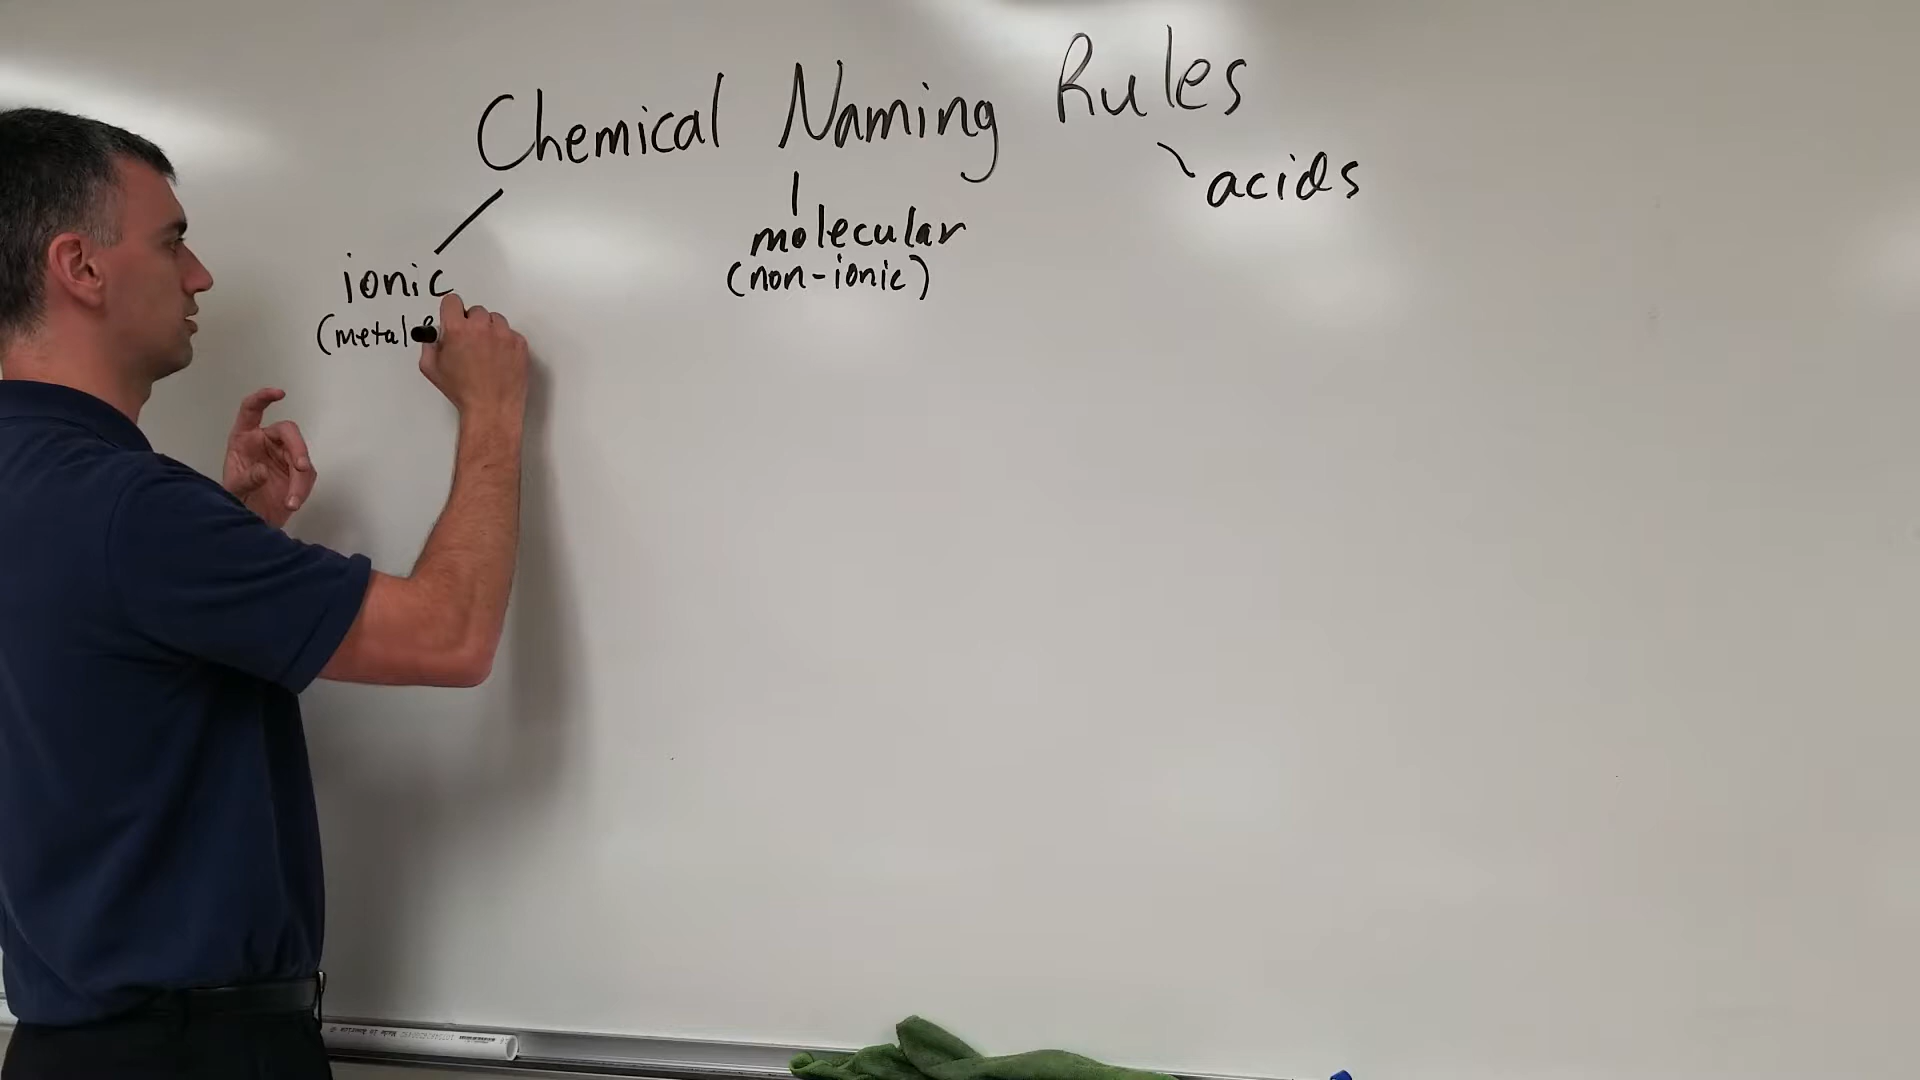 Chemical Naming Rules
acids
molecular
(non-ionic)
ionic
(metal